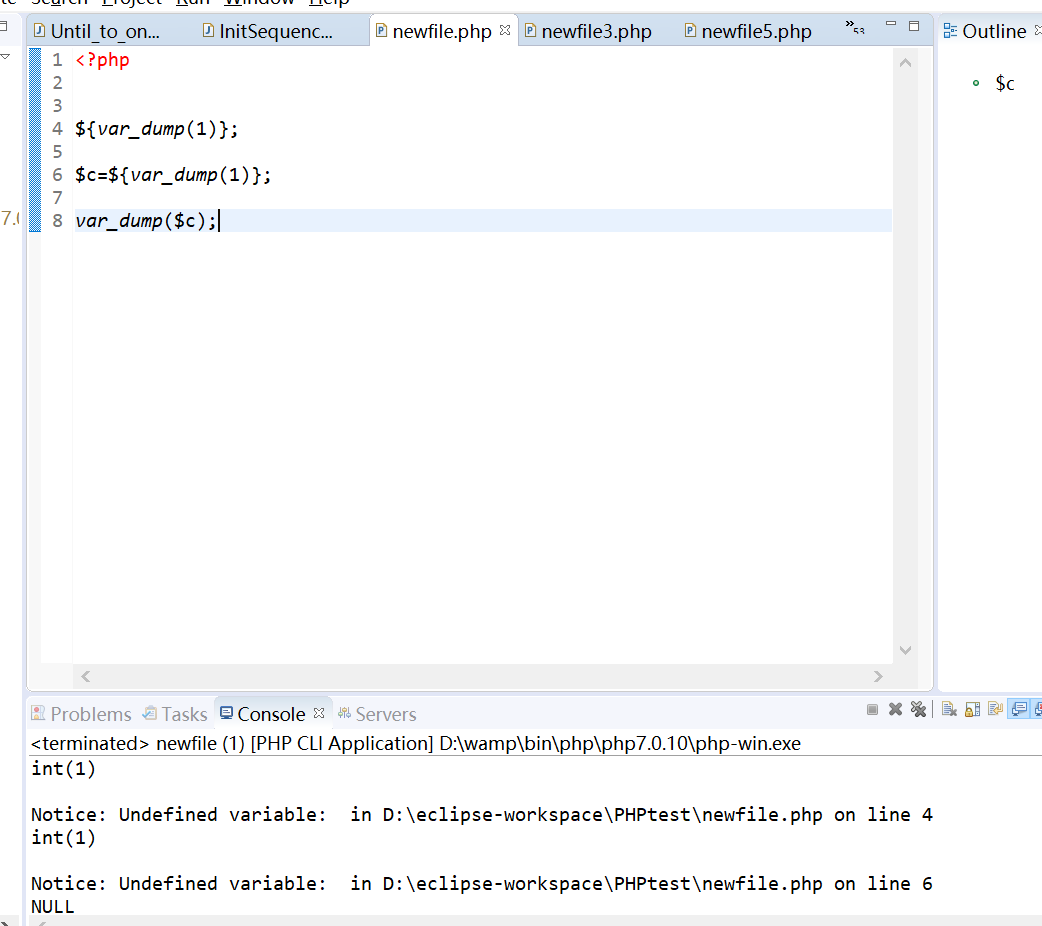 Search Project Run Window Help
Until_to_on... InitSequenc... newfile.php newfile3.php newfile5.php »53 Outline
1 <?php
2
3
4 ${var_dump(1)};
5
6 $c=${var_dump(1)};
7
8 var_dump($c);
$c
7.0
Problems Tasks Console Servers
<terminated> newfile (1) [PHP CLI Application] D:\wamp\bin\php\php7.0.10\php-win.exe
int(1)
Notice: Undefined variable:  in D:\eclipse-workspace\PHPtest\newfile.php on line 4
int(1)
Notice: Undefined variable:  in D:\eclipse-workspace\PHPtest\newfile.php on line 6
NULL